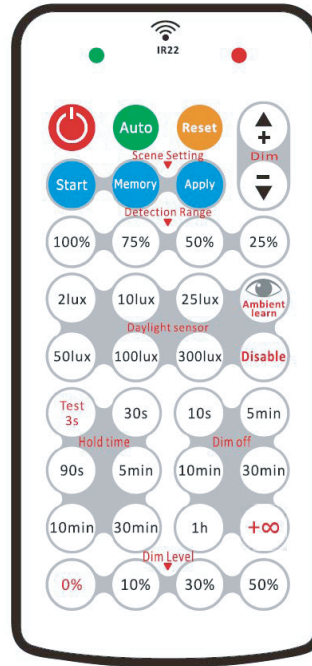 IR22
Auto Reset
+
Scene Setting Dim
Start Memory Apply -
Detection Range
100% 75% 50% 25%
2lux 10lux 25lux Ambient
learn
Daylight sensor
50lux 100lux 300lux Disable
Test
3s 30s 10s 5min
Hold time Dim off
90s 5min 10min 30min
10min 30min 1h +∞
Dim Level
0% 10% 30% 50%